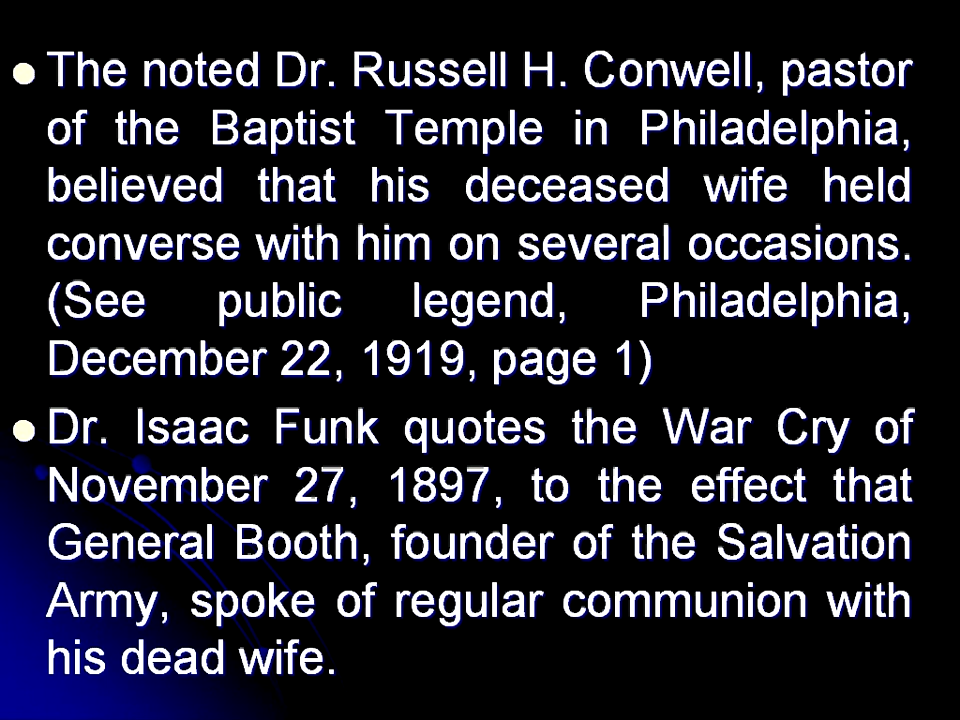 The noted Dr. Russell H. Conwell, pastor
of the Baptist Temple in Philadelphia,
believed that his deceased wife held
converse with him on several occasions.
(See public legend, Philadelphia,
December 22, 1919, page 1)
Dr. Isaac Funk quotes the War Cry of
November 27, 1897, to the effect that
General Booth, founder of the Salvation
Army, spoke of regular communion with
his dead wife.